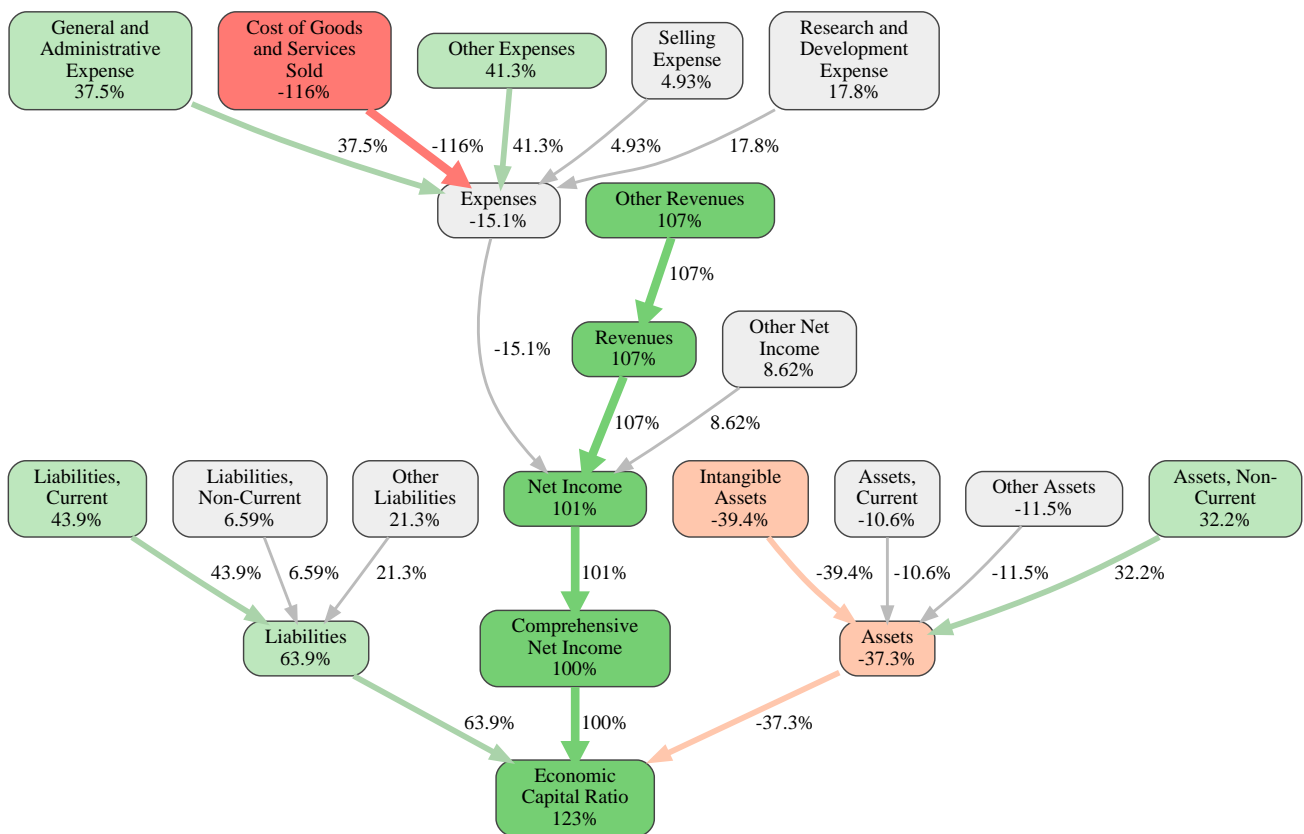 General and
Administrative
Expense
37.5%
Cost of Goods
and Services
Sold
-116%
Other Expenses
41.3%
Selling
Expense
4.93%
Research and
Development
Expense
17.8%
37.5%
-116%
41.3%
4.93%
17.8%
Expenses
-15.1%
Other Revenues
107%
107%
-15.1%
Revenues
107%
Other Net
Income
8.62%
107%
8.62%
Liabilities,
Current
43.9%
Liabilities,
Non-Current
6.59%
Other
Liabilities
21.3%
Net Income
101%
Intangible
Assets
-39.4%
Assets,
Current
-10.6%
Other Assets
-11.5%
Assets, Non-
Current
32.2%
43.9%
6.59%
21.3%
101%
-39.4%
-10.6%
-11.5%
32.2%
Liabilities
63.9%
Comprehensive
Net Income
100%
Assets
-37.3%
63.9%
100%
-37.3%
Economic
Capital Ratio
123%